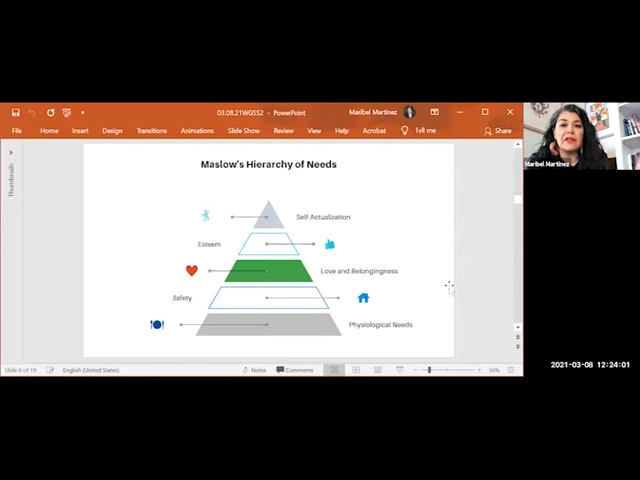 03.08.21WGSS2 - PowerPoint
Maribel Martinez
File Home Insert Design Transitions Animations Slide Show Review View Help Acrobat Tell me Share
Thumbnails
Maslow's Hierarchy of Needs
Self Actualization
Esteem
Love and Belongingness
Safety
Physiological Needs
Slide 6 of 19 English (United States) Notes Comments 36%
Maribel Martinez
2021-03-08 12:24:01